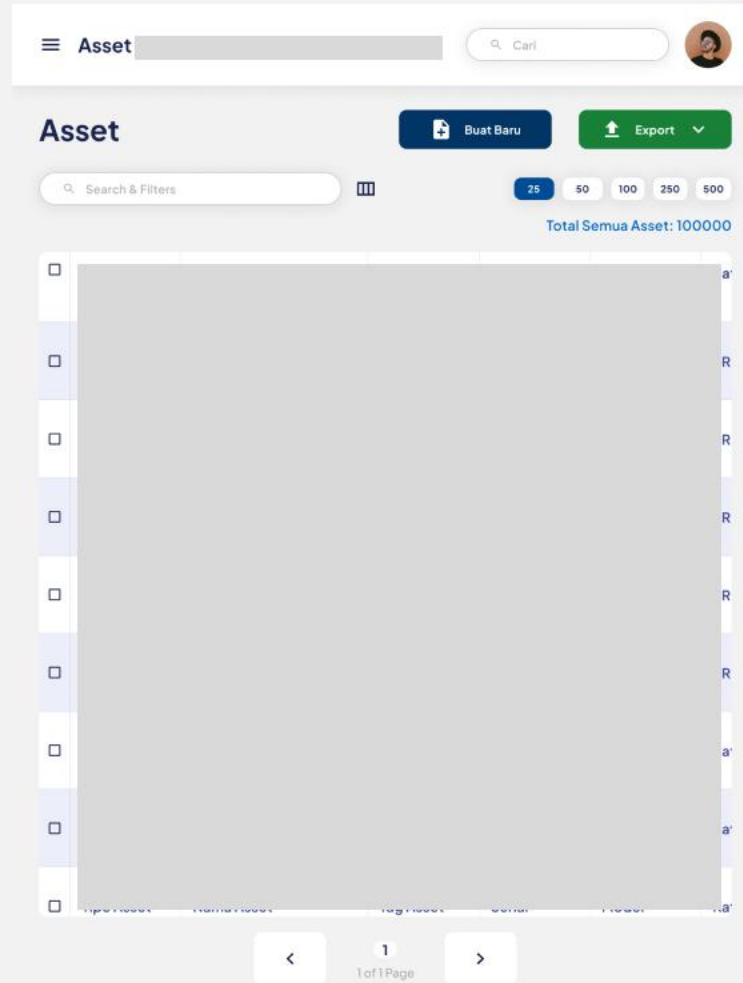 Asset
Cari
Asset
Buat Baru
Export
Search & Filters
25 50 100 250 500
Total Semua Asset: 100000
R
R
R
R
R
1
1 of 1 Page